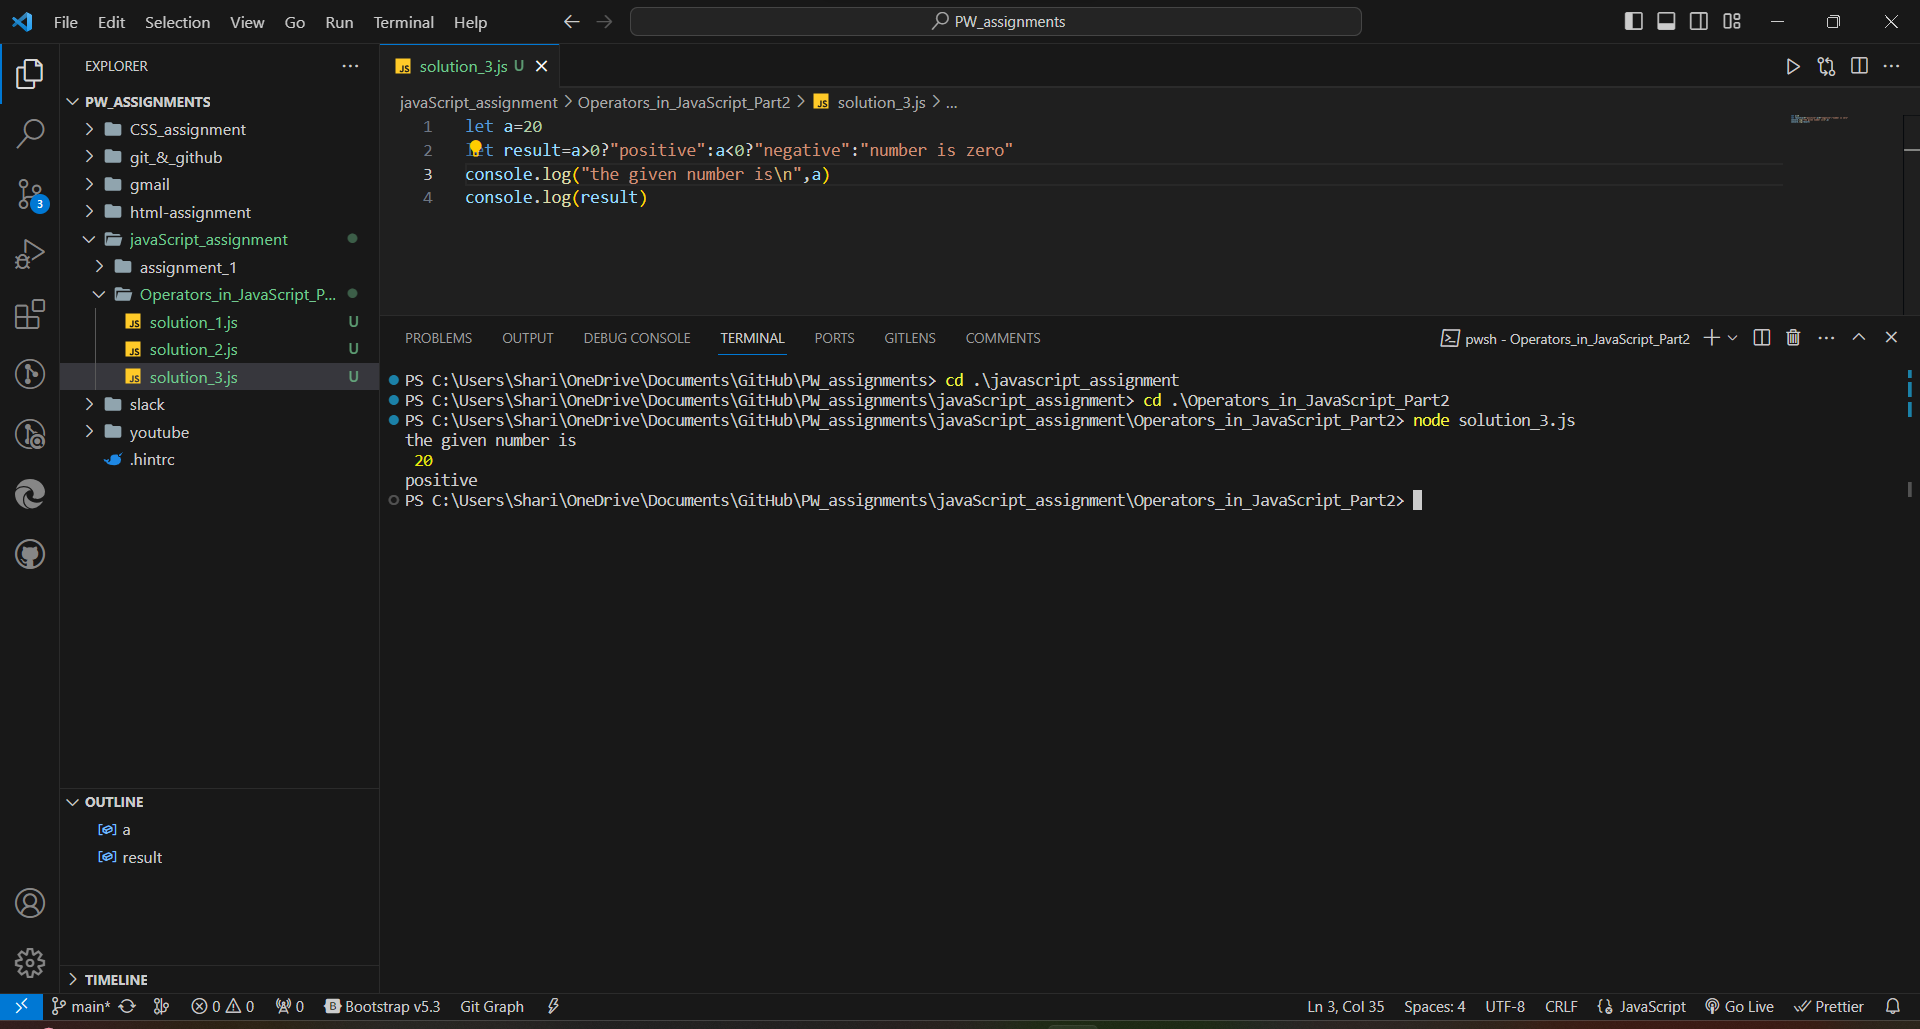 File Edit Selection View Go Run Terminal Help
PW_assignments
EXPLORER
PW_ASSIGNMENTS
CSS_assignment
git_&_github
gmail
html-assignment
javaScript_assignment
assignment_1
Operators_in_JavaScript_P...
solution_1.js U
solution_2.js U
solution_3.js U
slack
youtube
.hintrc
OUTLINE
a
result
TIMELINE
3
JS solution_3.js U
javaScript_assignment > Operators_in_JavaScript_Part2 > JS solution_3.js > ...
1 let a=20
2 let result=a>0?"positive":a<0?"negative":"number is zero"
3 console.log("the given number is\n",a)
4 console.log(result)
PROBLEMS OUTPUT DEBUG CONSOLE TERMINAL PORTS GITLENS COMMENTS
pwsh - Operators_in_JavaScript_Part2
PS C:\Users\Shari\OneDrive\Documents\GitHub\PW_assignments> cd .\javascript_assignment
PS C:\Users\Shari\OneDrive\Documents\GitHub\PW_assignments\javaScript_assignment> cd .\Operators_in_JavaScript_Part2
PS C:\Users\Shari\OneDrive\Documents\GitHub\PW_assignments\javaScript_assignment\Operators_in_JavaScript_Part2> node solution_3.js
the given number is
20
positive
PS C:\Users\Shari\OneDrive\Documents\GitHub\PW_assignments\javaScript_assignment\Operators_in_JavaScript_Part2>
main* 0 0 0 B Bootstrap v5.3 Git Graph Ln 3, Col 35 Spaces: 4 UTF-8 CRLF JavaScript Go Live Prettier